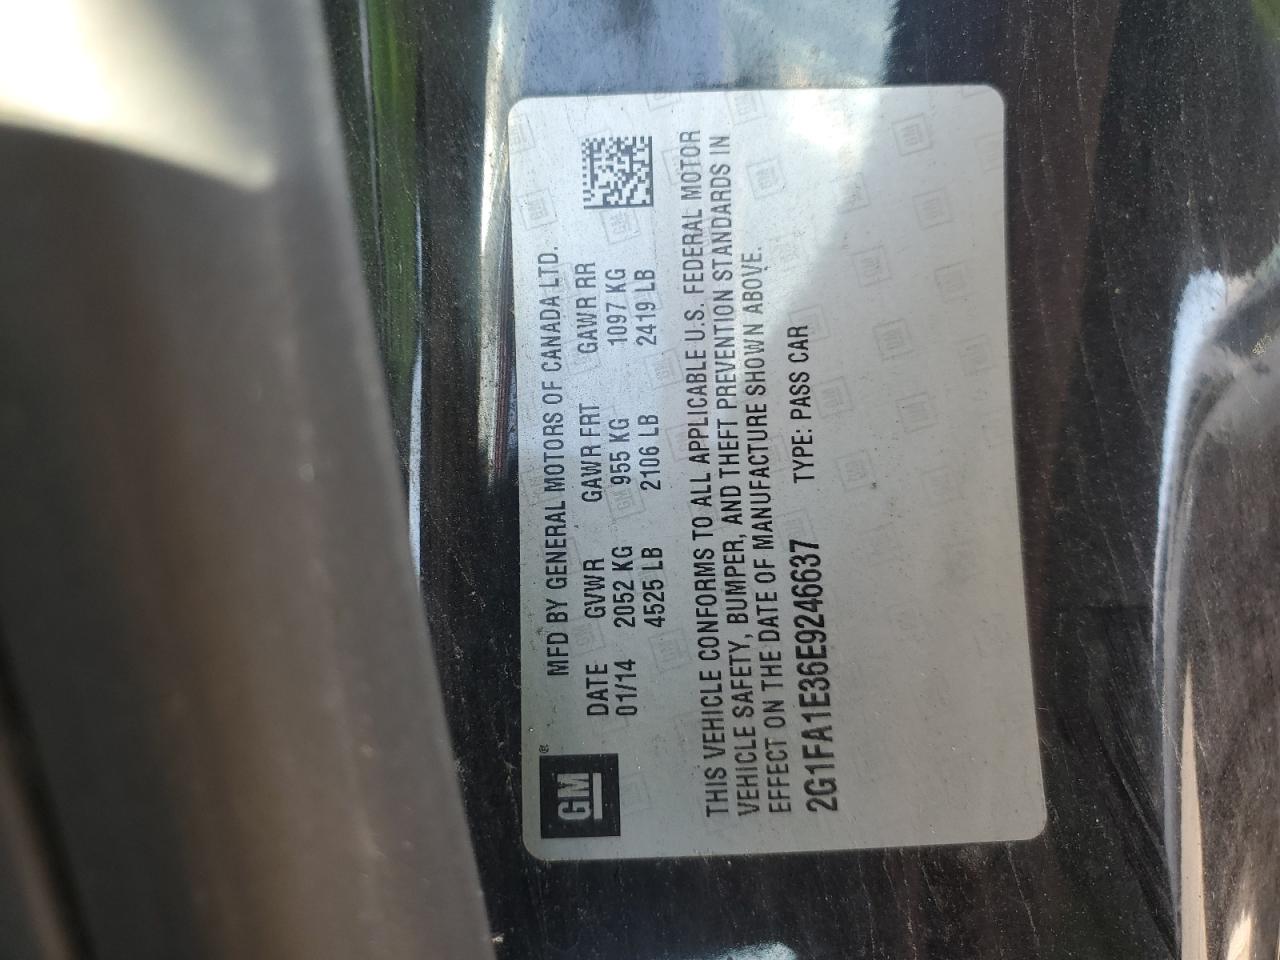 GM ®
MFD BY GENERAL MOTORS OF CANADA LTD.
DATE GVWR GAWR FRT GAWR RR
01/14 2052 KG 955 KG 1097 KG
4525 LB 2106 LB 2419 LB
THIS VEHICLE CONFORMS TO ALL APPLICABLE U.S. FEDERAL MOTOR
VEHICLE SAFETY, BUMPER, AND THEFT PREVENTION STANDARDS IN
EFFECT ON THE DATE OF MANUFACTURE SHOWN ABOVE.
2G1FA1E36E9246637 TYPE: PASS CAR